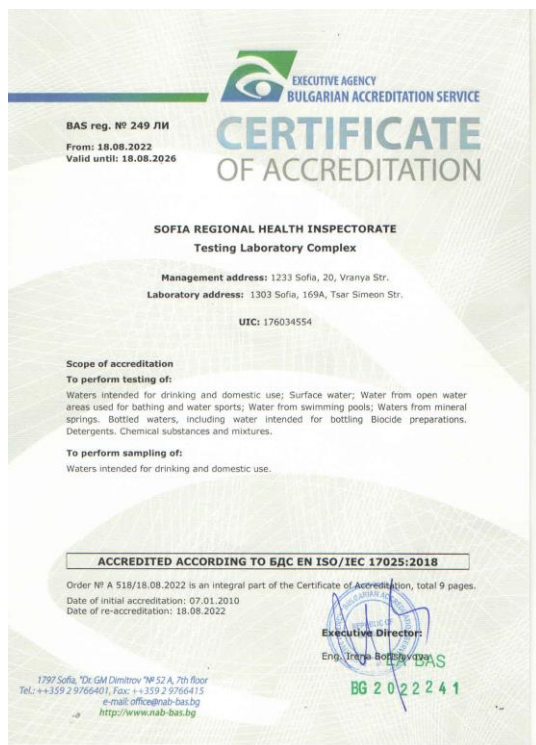 EXECUTIVE AGENCY
BULGARIAN ACCREDITATION SERVICE
BAS reg. № 249 ЛИ
From: 18.08.2022
Valid until: 18.08.2026
CERTIFICATE
OF ACCREDITATION
SOFIA REGIONAL HEALTH INSPECTORATE
Testing Laboratory Complex
Management address: 1233 Sofia, 20, Vranya Str.
Laboratory address: 1303 Sofia, 169A, Tsar Simeon Str.
UIC: 176034554
Scope of accreditation
To perform testing of:
Waters intended for drinking and domestic use; Surface water; Water from open water
areas used for bathing and water sports; Water from swimming pools; Waters from mineral
springs. Bottled waters, including water intended for bottling Biocide preparations.
Detergents. Chemical substances and mixtures.
To perform sampling of:
Waters intended for drinking and domestic use.
ACCREDITED ACCORDING TO БДС EN ISO/IEC 17025:2018
Order № A 518/18.08.2022 is an integral part of the Certificate of Accreditation, total 9 pages.
Date of initial accreditation: 07.01.2010
Date of re-accreditation: 18.08.2022
Executive Director:
Eng. Irena Borislavova
EA BAS
BG 2022241
1797 Sofia, "Dr. GM Dimitrov "№ 52 A, 7th floor
Tel.: ++359 2 9766401, Fax: ++359 2 9766415
e-mail: office@nab-bas.bg
http://www.nab-bas.bg